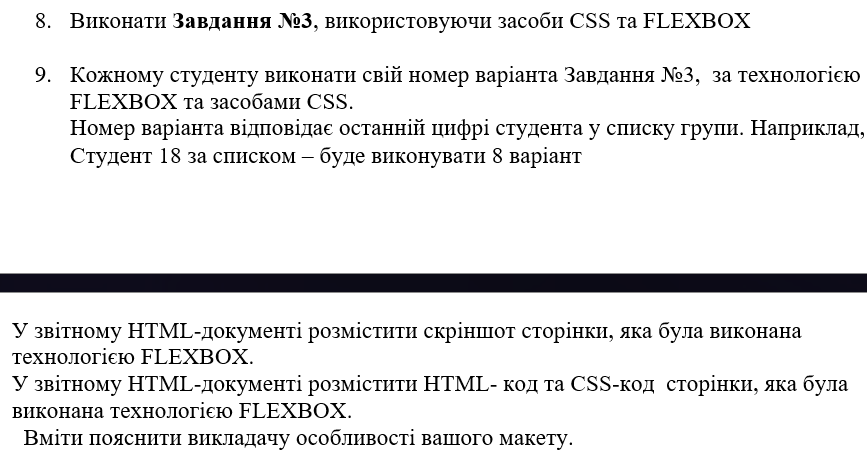 8. Виконати Завдання №3, використовуючи засоби CSS та FLEXBOX
9. Кожному студенту виконати свій номер варіанта Завдання №3, за технологією
FLEXBOX та засобами CSS.
Номер варіанта відповідає останній цифрі студента у списку групи. Наприклад,
Студент 18 за списком – буде виконувати 8 варіант
У звітному HTML-документі розмістити скріншот сторінки, яка була виконана
технологією FLEXBOX.
У звітному HTML-документі розмістити HTML- код та CSS-код сторінки, яка була
виконана технологією FLEXBOX.
Вміти пояснити викладачу особливості вашого макету.